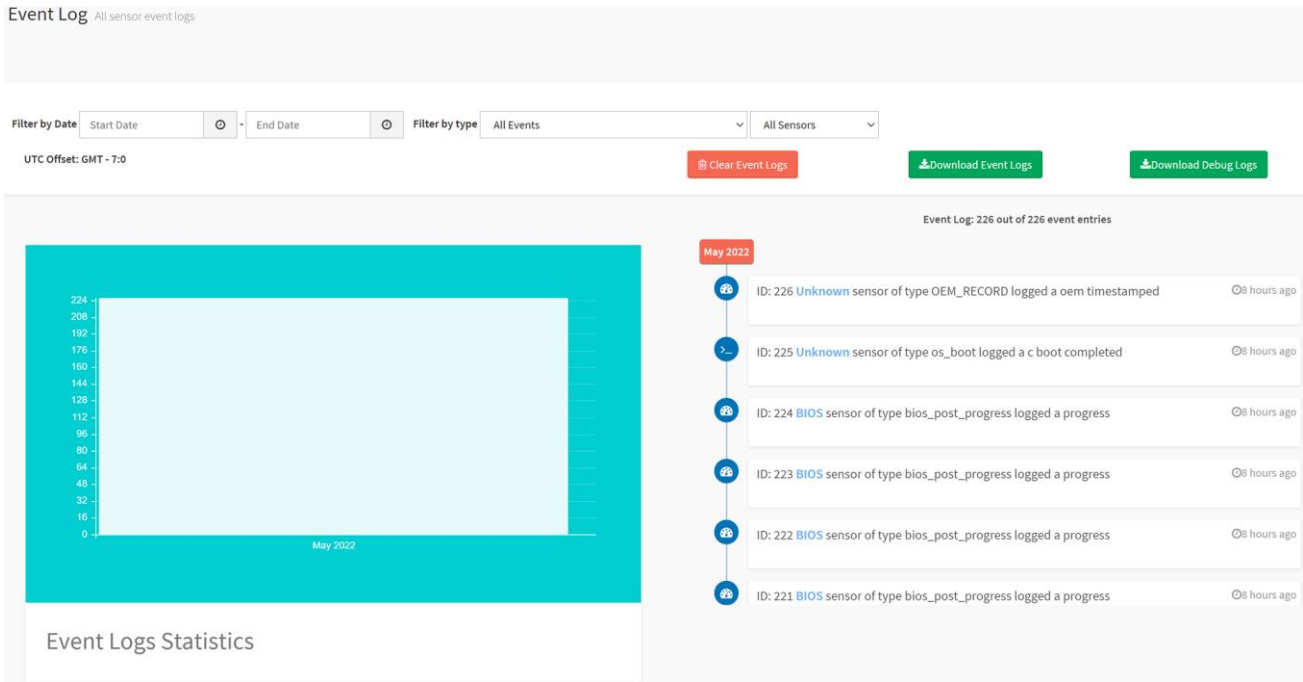 Event Log All sensor event logs
Filter by Date Start Date - End Date Filter by type All Events All Sensors
UTC Offset: GMT - 7:0 Clear Event Logs Download Event Logs Download Debug Logs
Event Log: 226 out of 226 event entries
May 2022
ID: 226 Unknown sensor of type OEM_RECORD logged a oem timestamped 8 hours ago
ID: 225 Unknown sensor of type os_boot logged a c boot completed 8 hours ago
ID: 224 BIOS sensor of type bios_post_progress logged a progress 8 hours ago
ID: 223 BIOS sensor of type bios_post_progress logged a progress 8 hours ago
ID: 222 BIOS sensor of type bios_post_progress logged a progress 8 hours ago
ID: 221 BIOS sensor of type bios_post_progress logged a progress 8 hours ago
224
208
192
176
160
144
128
112
96
80
64
48
32
16
0
May 2022
Event Logs Statistics